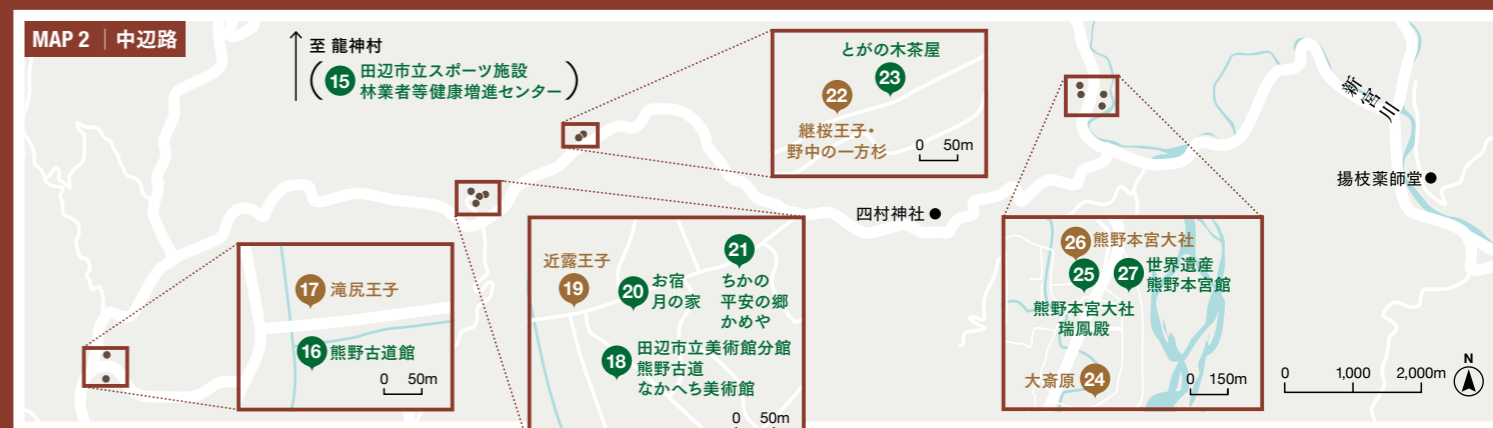 MAP 2 | 中辺路
至 龍神村
15 田辺市立スポーツ施設
林業者等健康増進センター
とがの木茶屋
23
22
継桜王子・
野中の一方杉
0 50m
新宮川
揚枝薬師堂
四村神社
17 滝尻王子
16 熊野古道館
0 50m
近露王子
19
20 お宿
月の家
21
ちかの
平安の郷
かめや
18 田辺市立美術館分館
熊野古道
なかへち美術館
0 50m
26 熊野本宮大社
25
熊野本宮大社
瑞鳳殿
27 世界遺産
熊野本宮館
大斎原 24
0 150m
0 1,000 2,000m
N